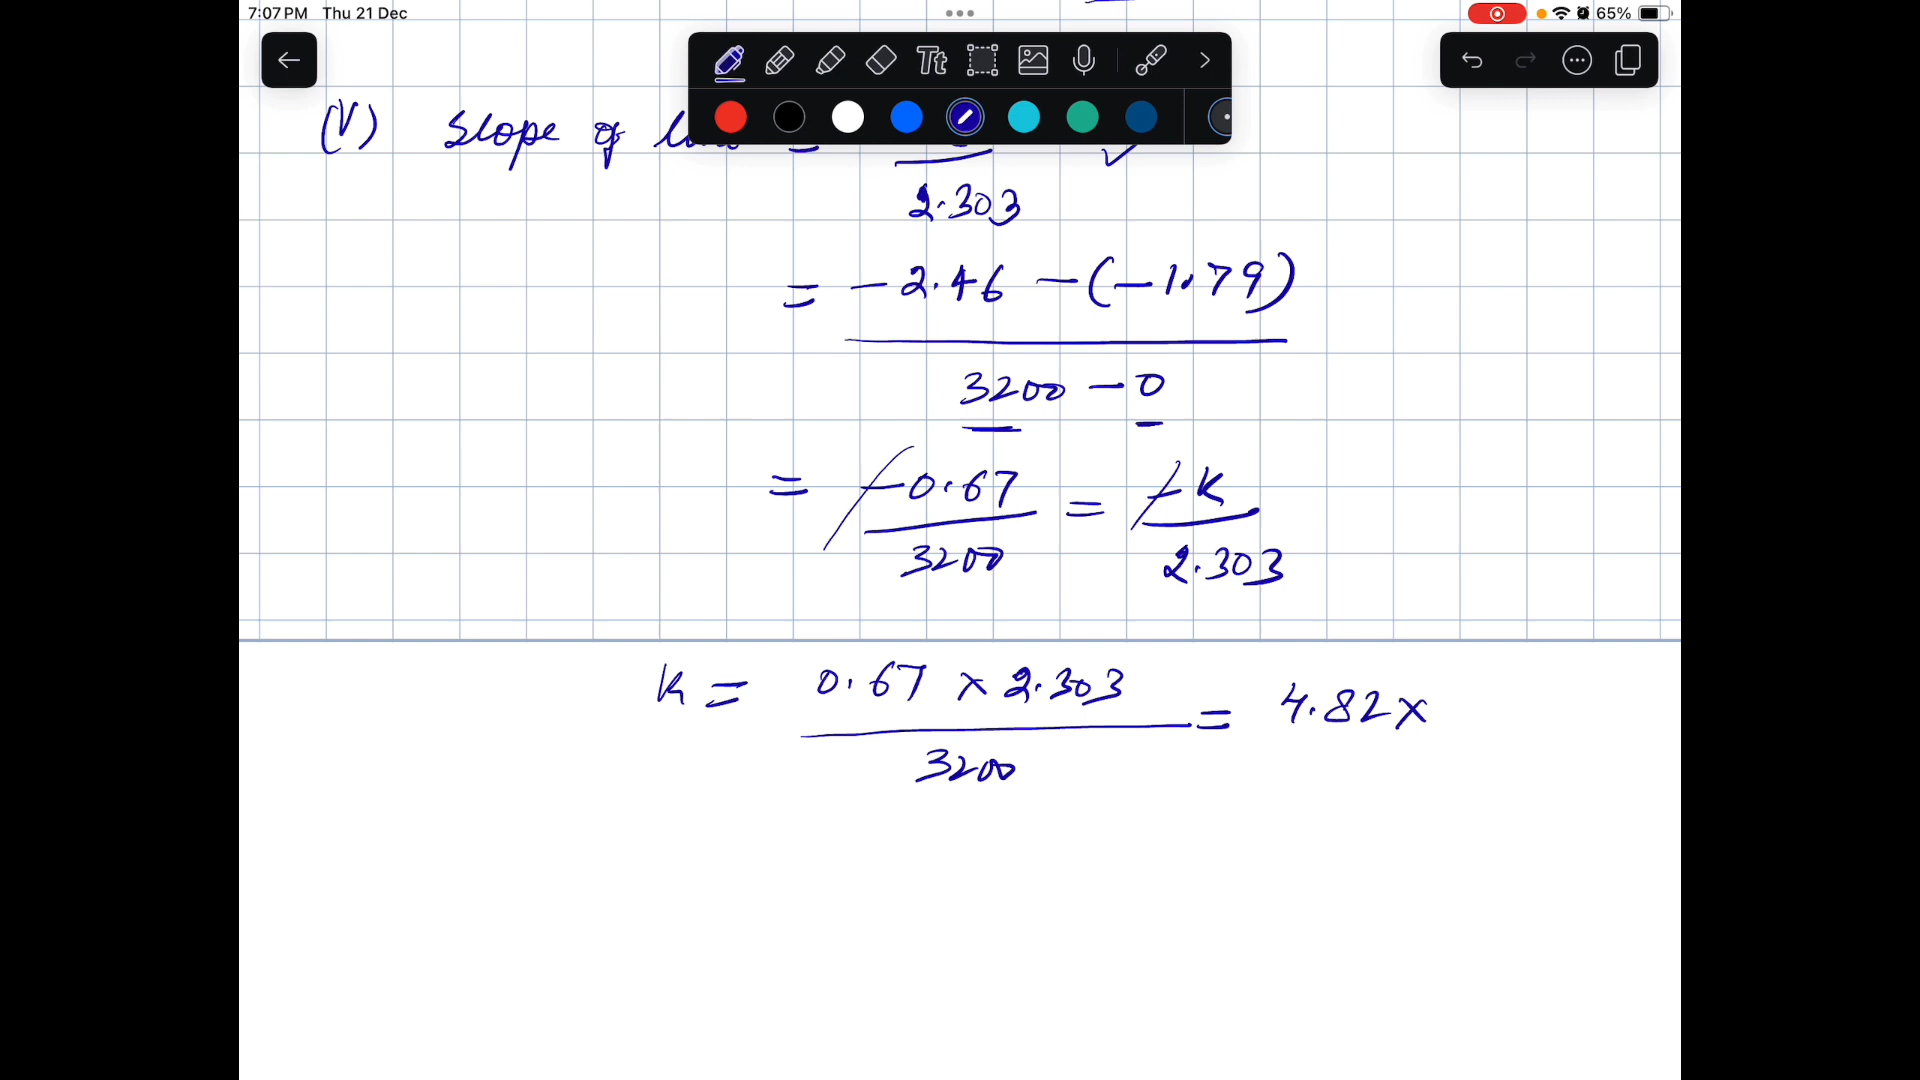 7:07 PM Thu 21 Dec
65%
Tt
(V) Slope of =
2.303
= -2.46 -(-1.79)
3200 - 0
= -0.67 = -k
3200 2.303
k = 0.67 × 2.303 = 4.82×
3200